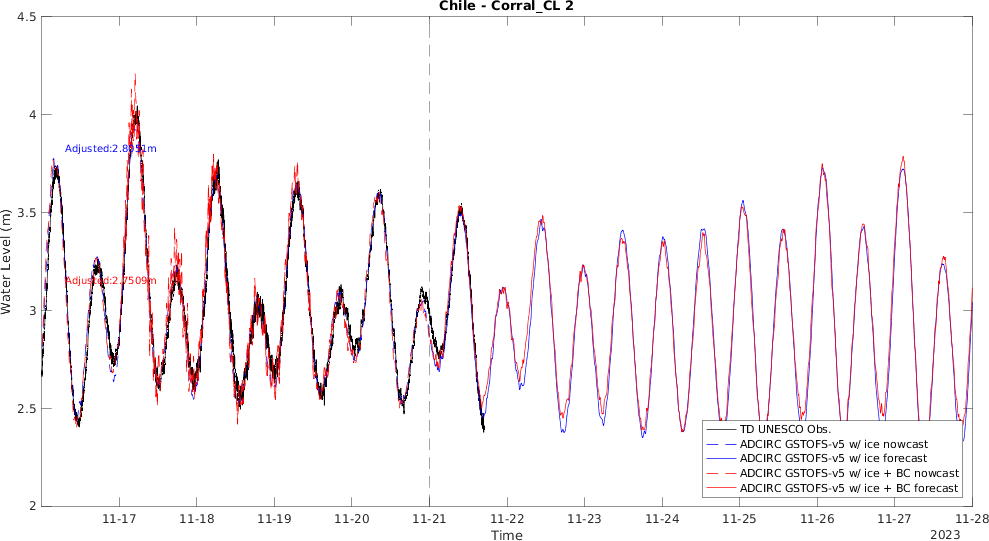 Chile - Corral_CL 2
4.5
4
3.5
3
2.5
2
Water Level (m)
Adjusted:2.8051m
Adjusted:2.7509m
TD UNESCO Obs.
ADCIRC GSTOFS-v5 w/ ice nowcast
ADCIRC GSTOFS-v5 w/ ice forecast
ADCIRC GSTOFS-v5 w/ ice + BC nowcast
ADCIRC GSTOFS-v5 w/ ice + BC forecast
11-17 11-18 11-19 11-20 11-21 11-22 11-23 11-24 11-25 11-26 11-27 11-28
Time
2023